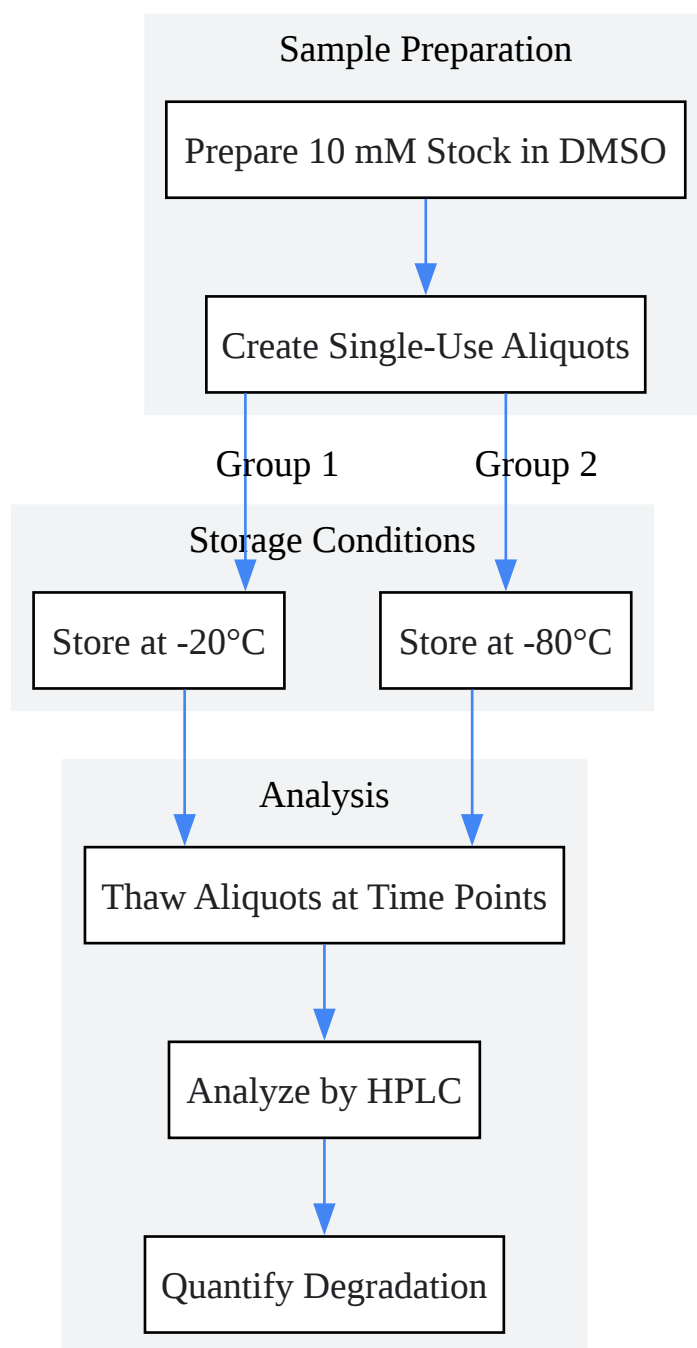 Sample Preparation
Prepare 10 mM Stock in DMSO
Create Single-Use Aliquots
Group 1
Group 2
Storage Conditions
Store at -20°C
Store at -80°C
Analysis
Thaw Aliquots at Time Points
Analyze by HPLC
Quantify Degradation